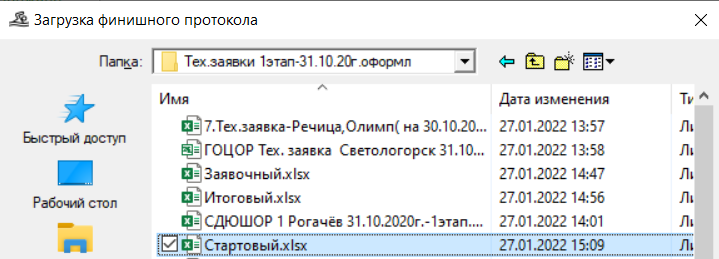 Загрузка финишного протокола
Папка: Тех.заявки 1этап-31.10.20г.оформл
Имя Дата изменения Ти
7.Тех.заявка-Речица,Олимп( на 30.10.20... 27.01.2022 13:57 Ли
Быстрый доступ
ГОЦОР Тех. заявка Светологорск 31.10... 27.01.2022 13:58 Ли
Заявочный.xlsx 27.01.2022 14:47 Ли
Рабочий стол
Итоговый.xlsx 27.01.2022 14:56 Ли
СДЮШОР 1 Рогачёв 31.10.2020г.-1этап.... 27.01.2022 14:01 Ли
Стартовый.xlsx 27.01.2022 15:09 Ли